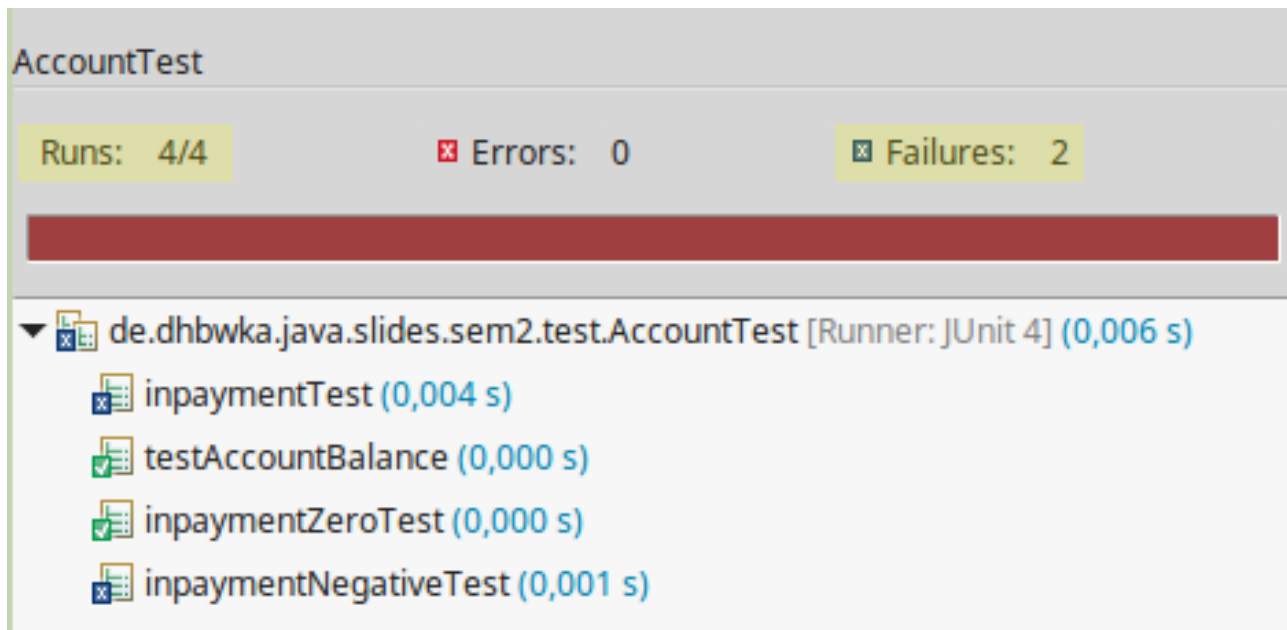 AccountTest
Runs: 4/4 Errors: 0 Failures: 2
de.dhbwka.java.slides.sem2.test.AccountTest [Runner: JUnit 4] (0,006 s)
inpaymentTest (0,004 s)
testAccountBalance (0,000 s)
inpaymentZeroTest (0,000 s)
inpaymentNegativeTest (0,001 s)